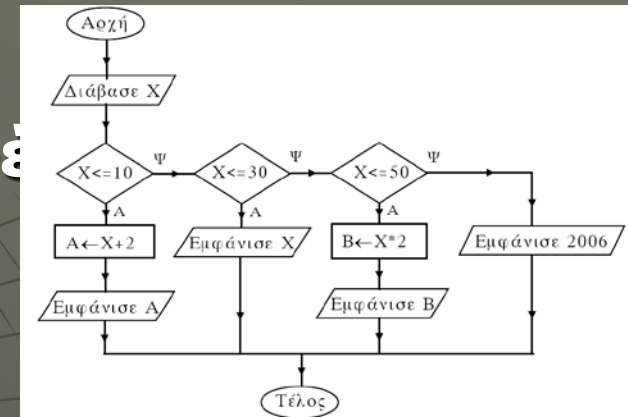 Αρχή
Διάβασε X
X<=10
Ψ
X<=30
Ψ
X<=50
Ψ
Α
Α
Α
A←X+2
Εμφάνισε X
B←X*2
Εμφάνισε 2006
Εμφάνισε A
Εμφάνισε B
Τέλος